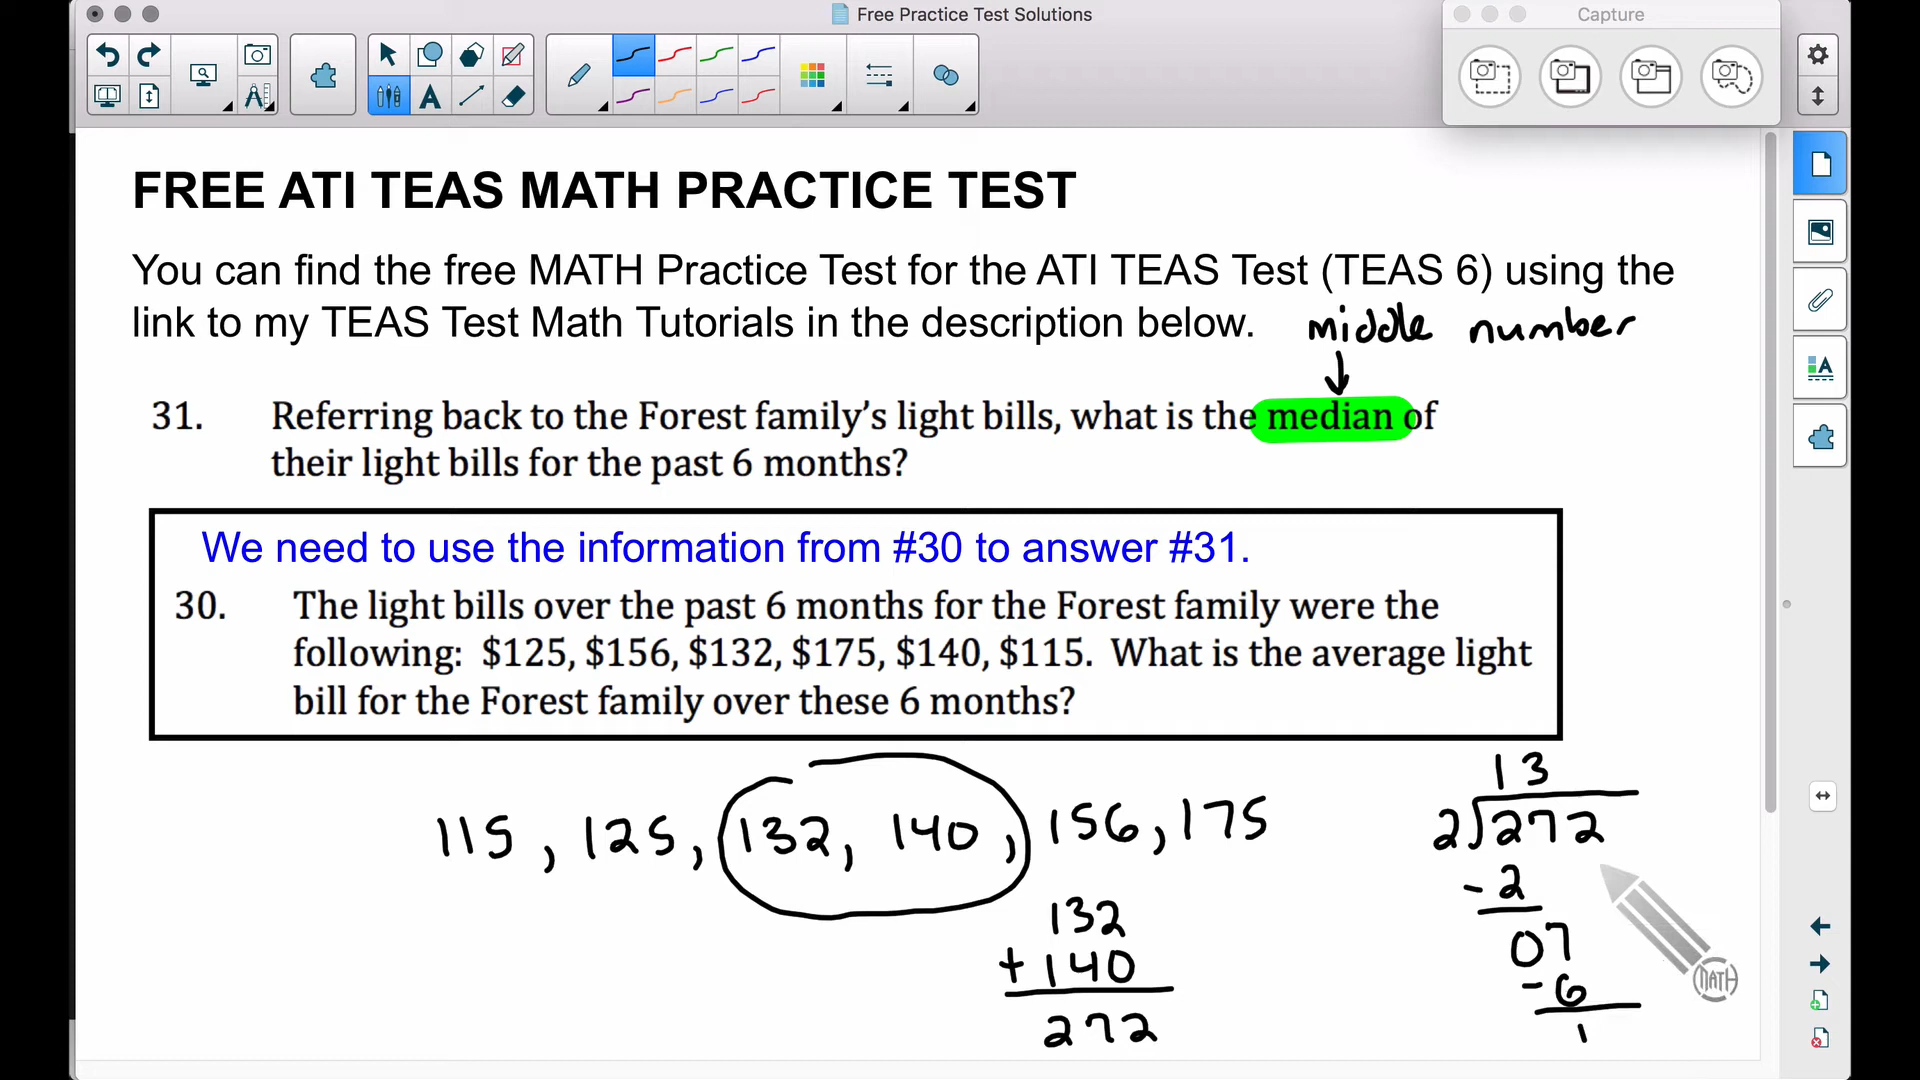 Free Practice Test Solutions
Capture
FREE ATI TEAS MATH PRACTICE TEST
You can find the free MATH Practice Test for the ATI TEAS Test (TEAS 6) using the
link to my TEAS Test Math Tutorials in the description below.
middle number
31. Referring back to the Forest family's light bills, what is the median of
their light bills for the past 6 months?
We need to use the information from #30 to answer #31.
30. The light bills over the past 6 months for the Forest family were the
following: $125, $156, $132, $175, $140, $115. What is the average light
bill for the Forest family over these 6 months?
115, 125, 132, 140, 156, 175
132
+ 140
272
13
2)272
- 2
07
- 6
1
MATH